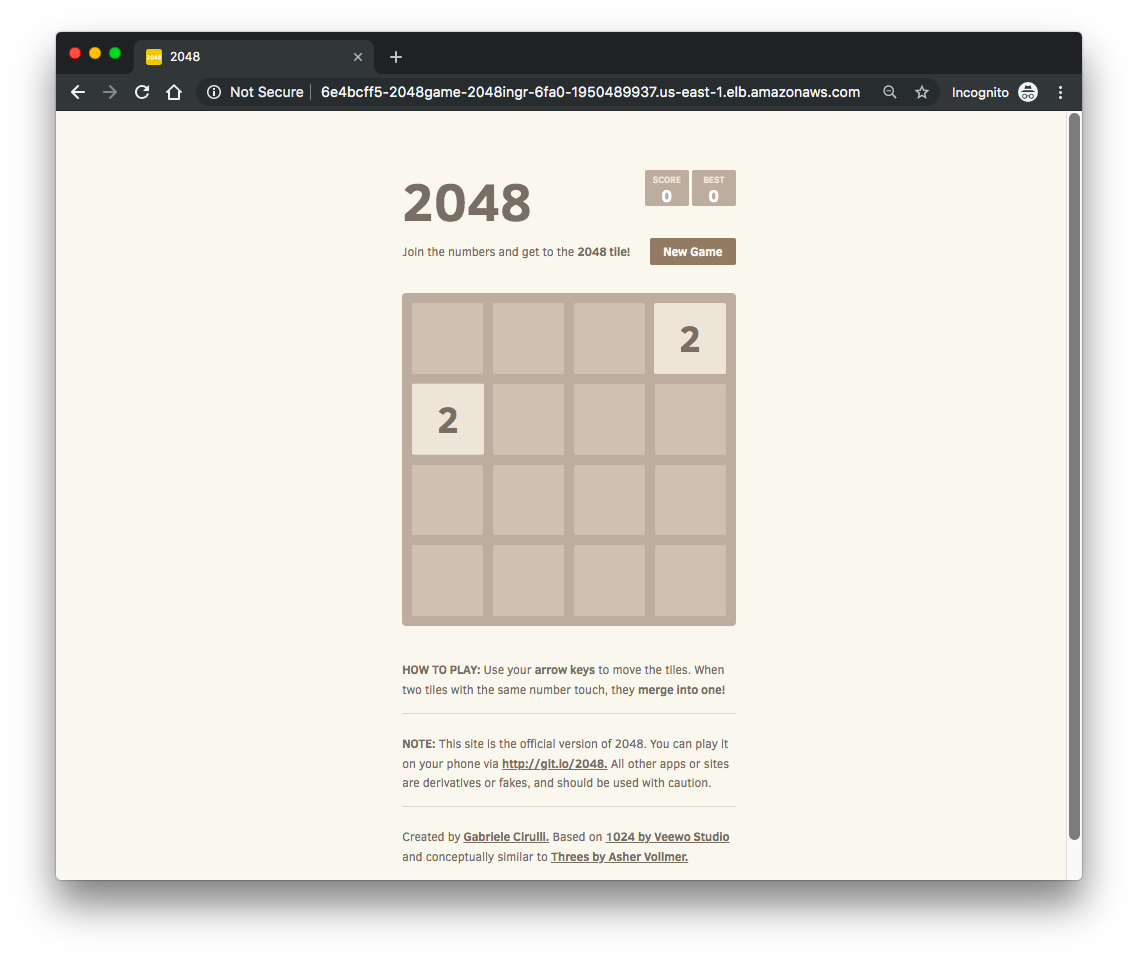 2048
Not Secure 6e4bcff5-2048game-2048ingr-6fa0-1950489937.us-east-1.elb.amazonaws.com Incognito
2048
SCORE
0
BEST
0
Join the numbers and get to the 2048 tile!
New Game
2
2
HOW TO PLAY: Use your arrow keys to move the tiles. When
two tiles with the same number touch, they merge into one!
NOTE: This site is the official version of 2048. You can play it
on your phone via http://git.io/2048. All other apps or sites
are derivatives or fakes, and should be used with caution.
Created by Gabriele Cirulli. Based on 1024 by Veewo Studio
and conceptually similar to Threes by Asher Vollmer.